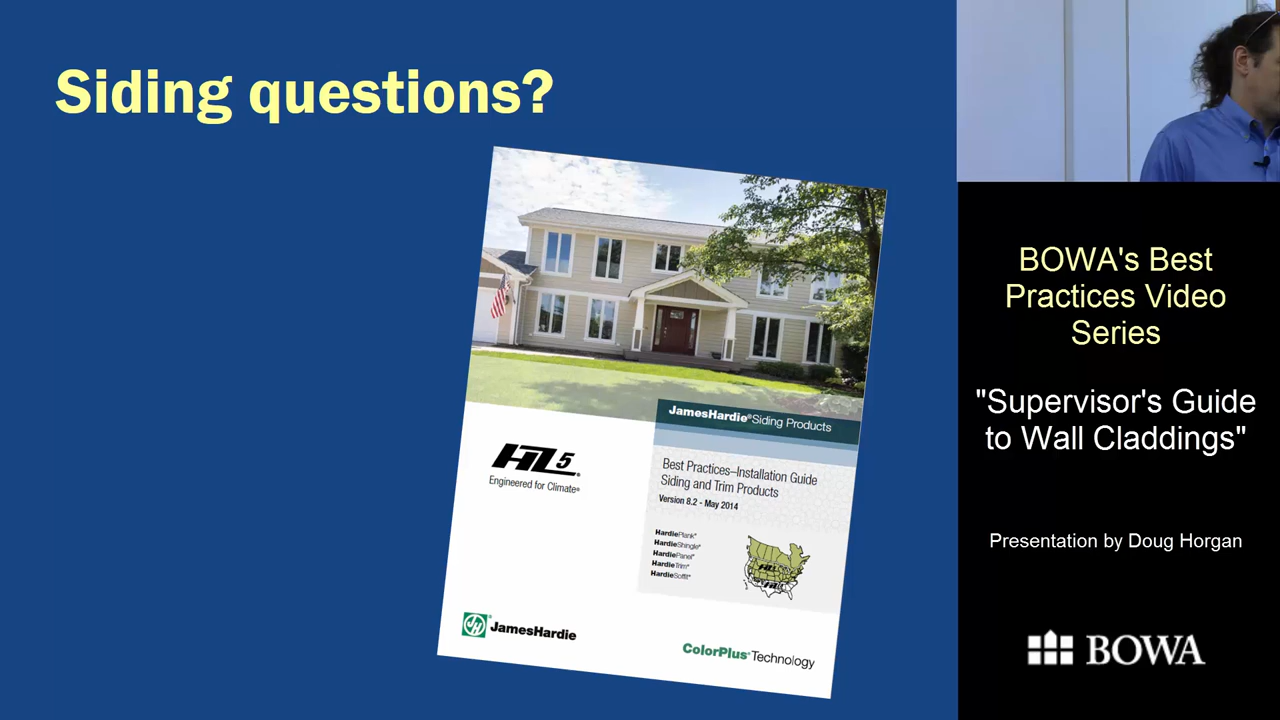 Siding questions?
JamesHardie® Siding Products
HZ5®
Engineered for Climate®
Best Practices–Installation Guide
Siding and Trim Products
Version 8.2 - May 2014
HardiePlank®
HardieShingle®
HardiePanel®
HardieTrim®
HardieSoffit®
JH® JamesHardie
ColorPlus® Technology
BOWA's Best
Practices Video
Series
"Supervisor's Guide
to Wall Claddings"
Presentation by Doug Horgan
BOWA